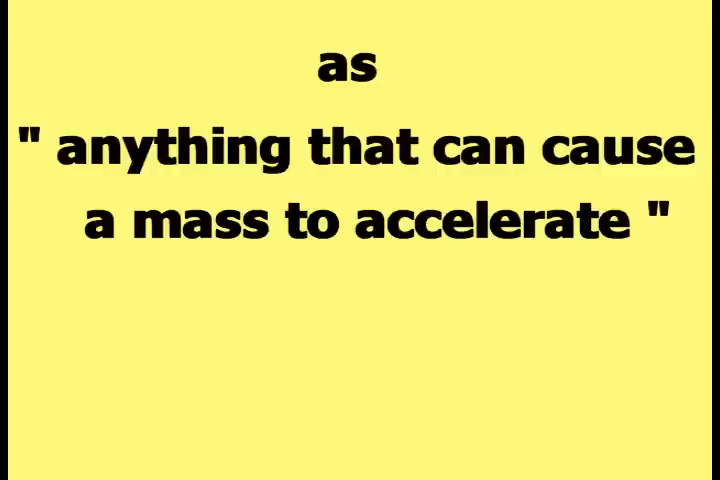 as
" anything that can cause
a mass to accelerate "